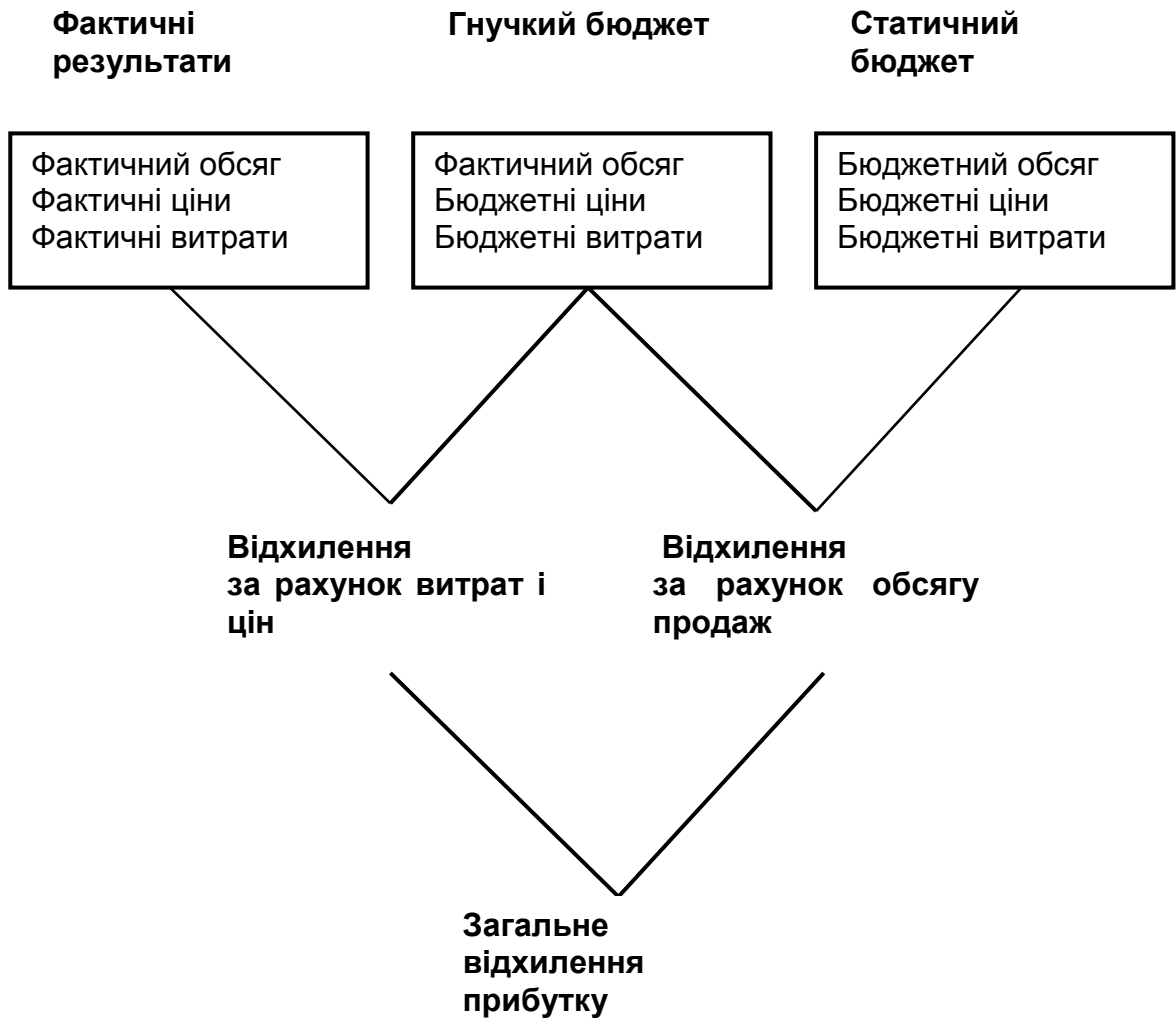 Фактичні
результати
Гнучкий бюджет
Статичний
бюджет
Фактичний обсяг
Фактичні ціни
Фактичні витрати
Фактичний обсяг
Бюджетні ціни
Бюджетні витрати
Бюджетний обсяг
Бюджетні ціни
Бюджетні витрати
Відхилення
за рахунок витрат і
цін
Відхилення
за рахунок обсягу
продаж
Загальне
відхилення
прибутку